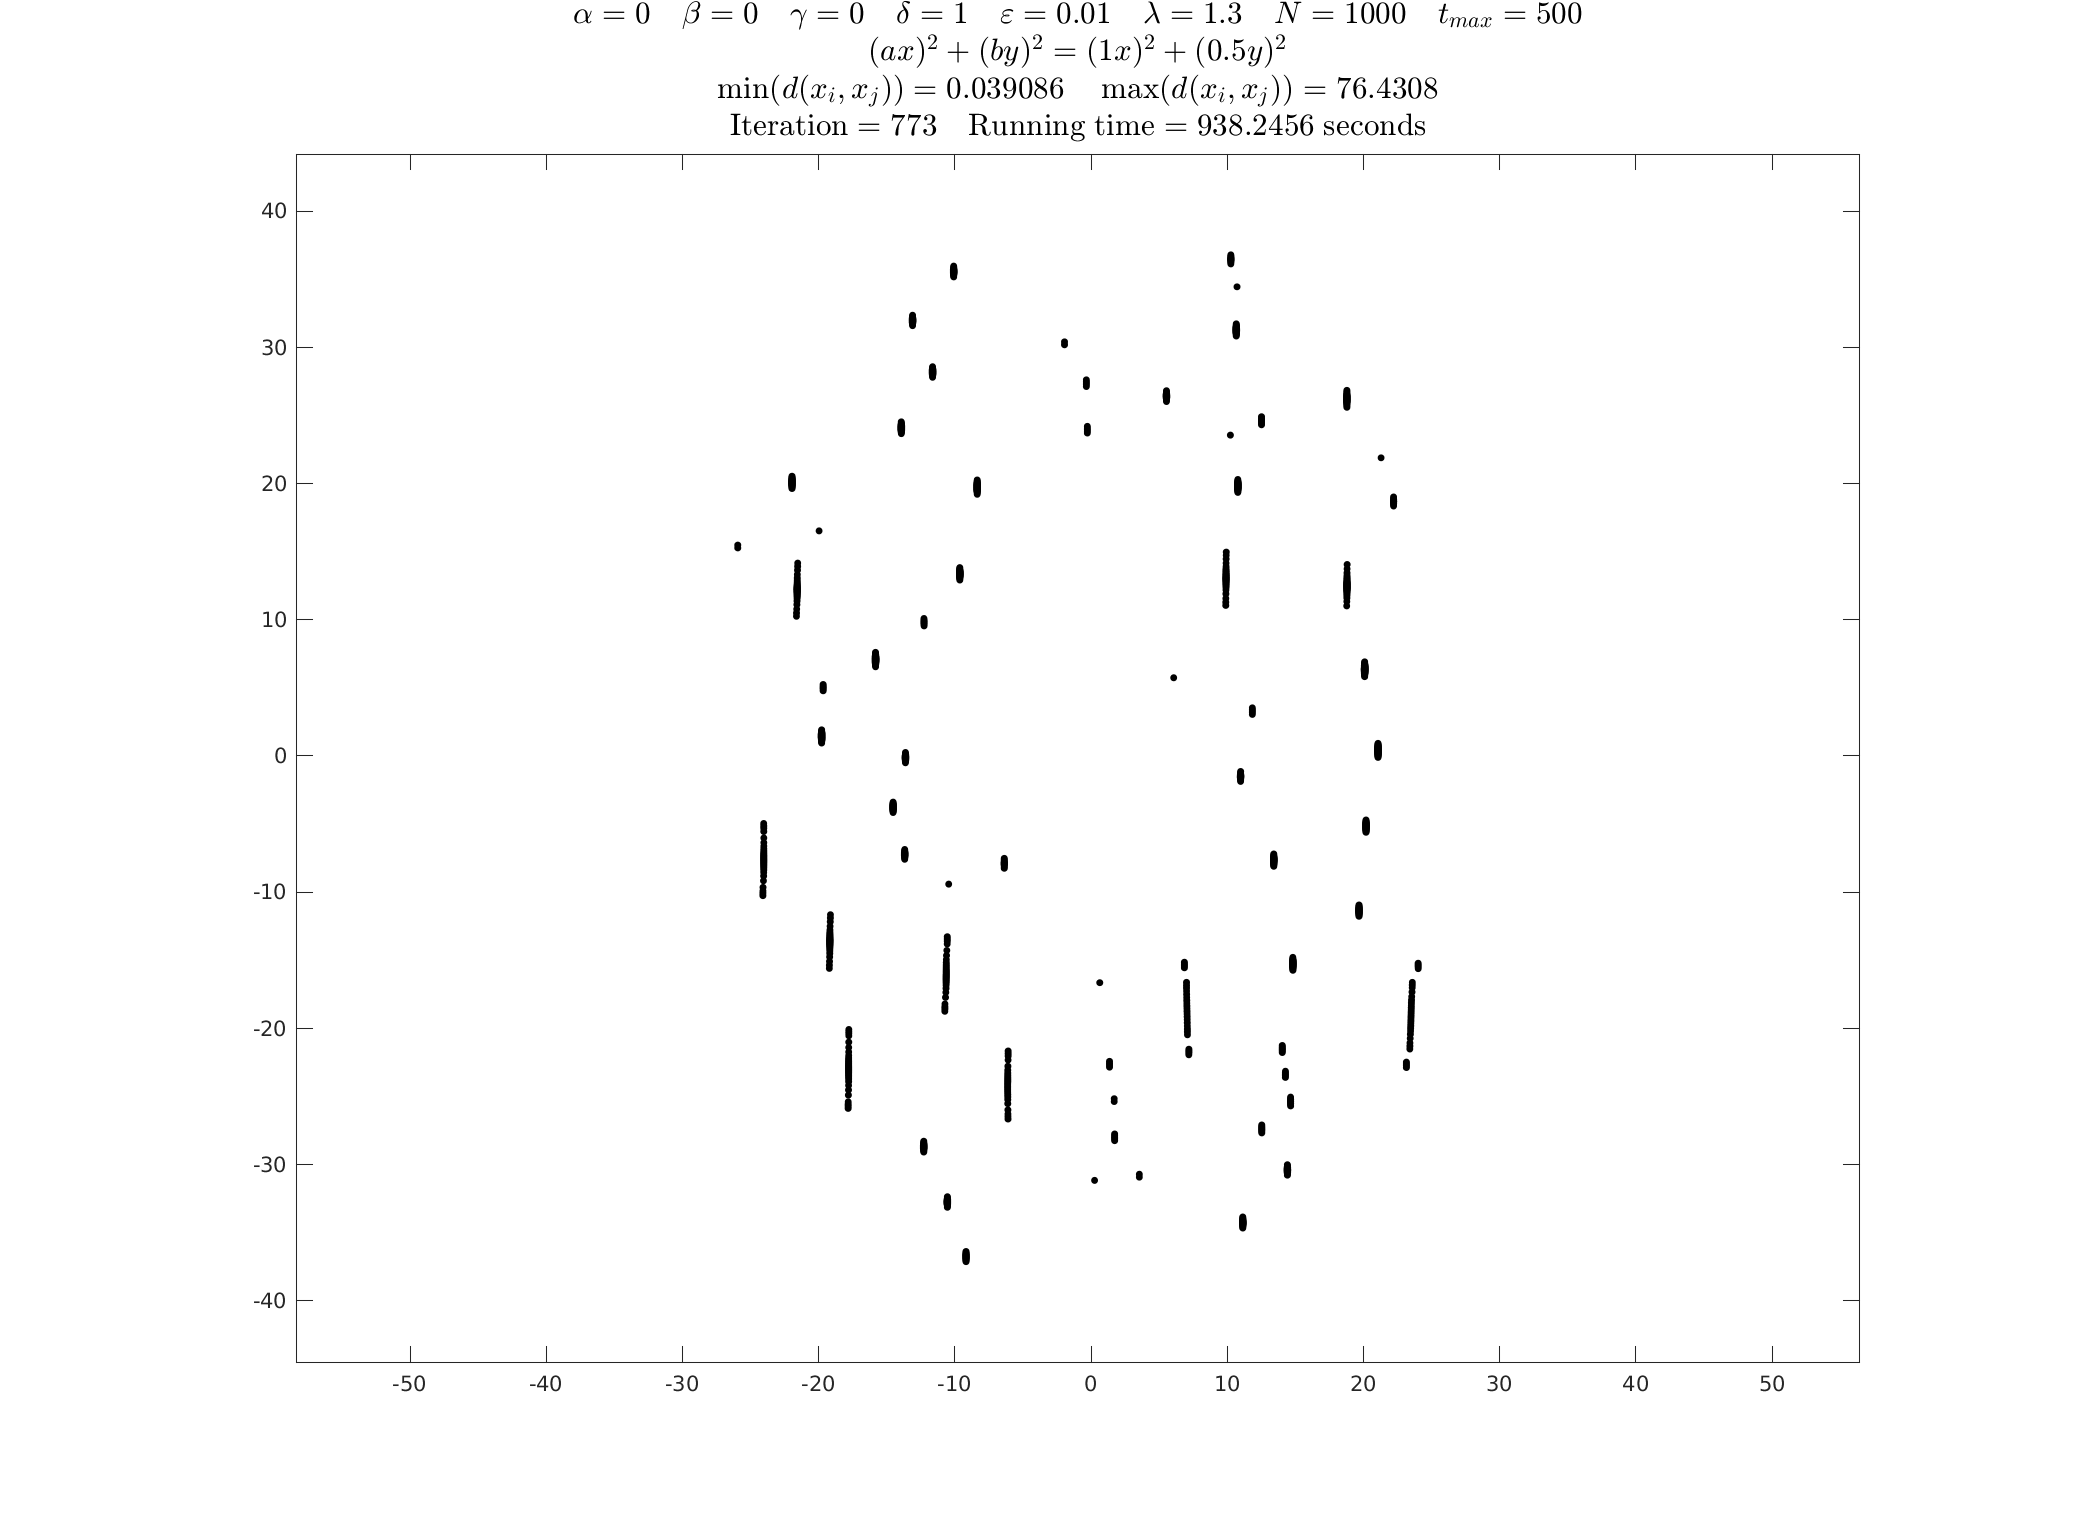 α = 0 β = 0 γ = 0 δ = 1 ε = 0.01 λ = 1.3 N = 1000 t_max = 500
(ax)² + (by)² = (1x)² + (0.5y)²
min(d(x_i, x_j)) = 0.039086 max(d(x_i, x_j)) = 76.4308
Iteration = 773 Running time = 938.2456 seconds
40
30
20
10
0
-10
-20
-30
-40
-50 -40 -30 -20 -10 0 10 20 30 40 50